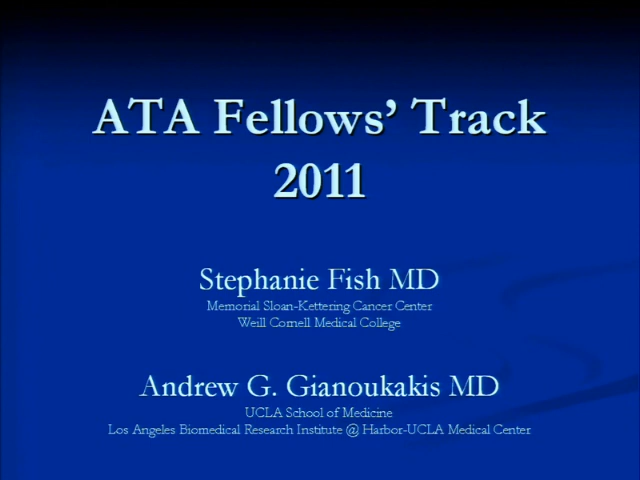 ATA Fellows’ Track
2011
Stephanie Fish MD
Memorial Sloan-Kettering Cancer Center
Weill Cornell Medical College
Andrew G. Gianoukakis MD
UCLA School of Medicine
Los Angeles Biomedical Research Institute @ Harbor-UCLA Medical Center